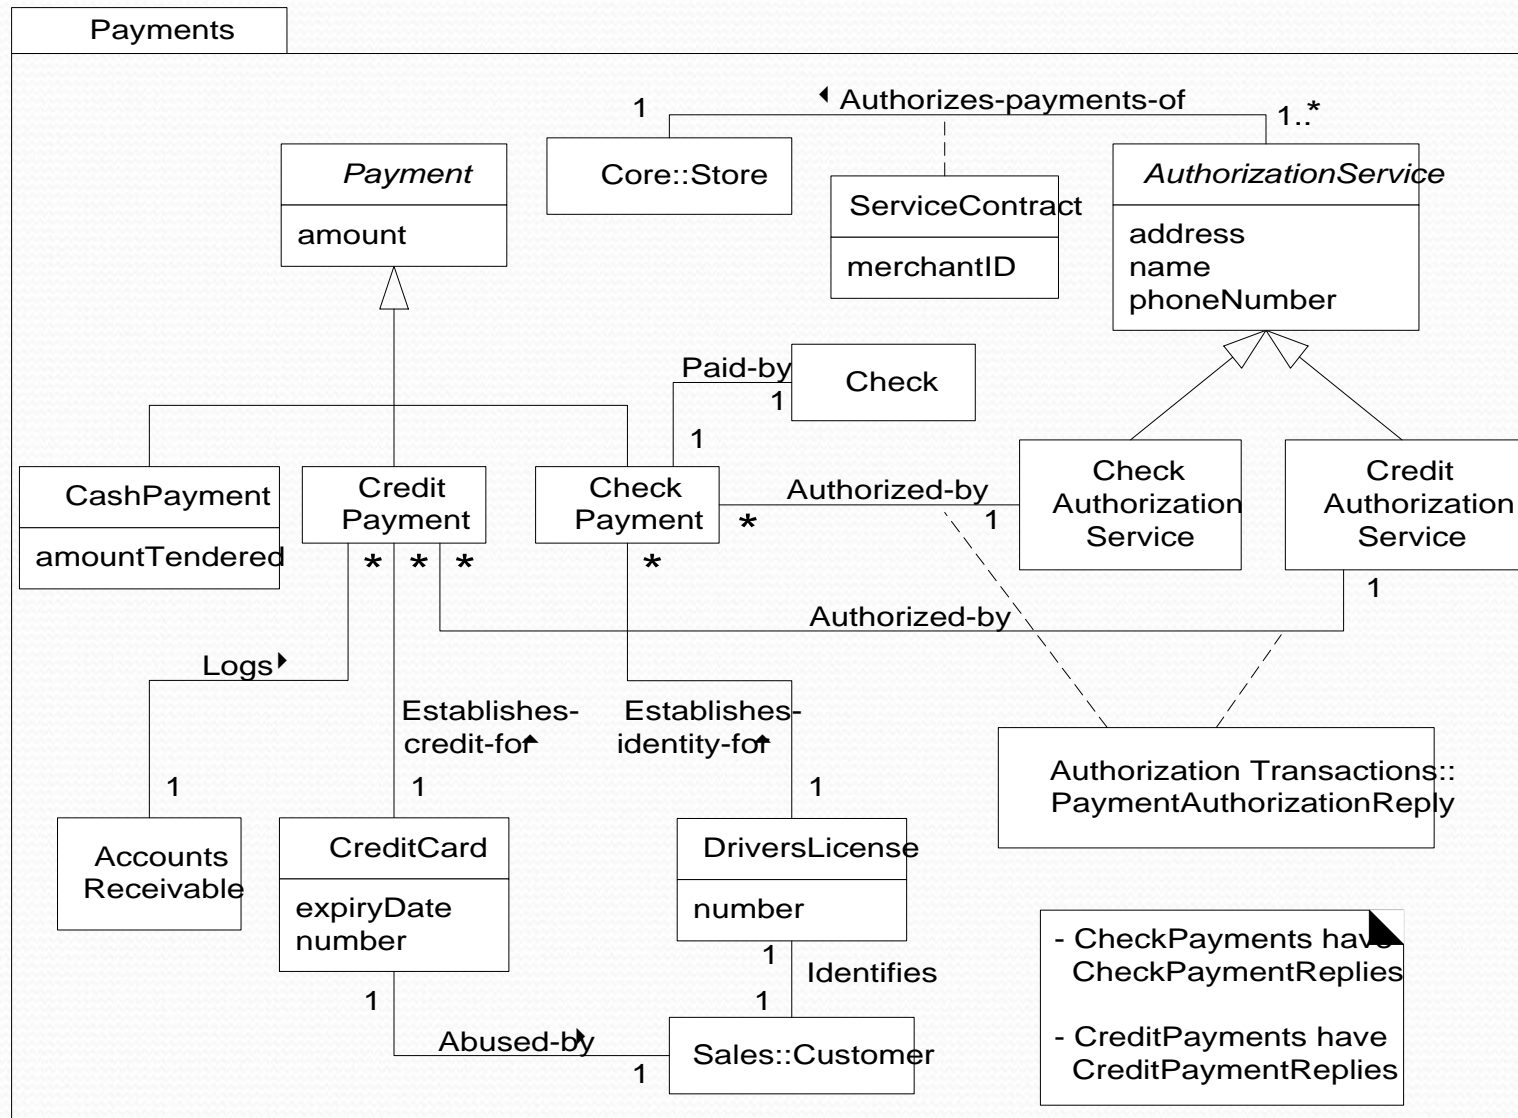 Payments
1
Authorizes-payments-of
1..*
Payment
amount
Core::Store
ServiceContract
merchantID
AuthorizationService
address
name
phoneNumber
Paid-by
1
Check
1
CashPayment
amountTendered
Credit
Payment
Check
Payment
Authorized-by
*
1
Check
Authorization
Service
Credit
Authorization
Service
*
*
*
*
1
Authorized-by
Logs
Establishes-
credit-for
Establishes-
identity-for
1
1
1
Authorization Transactions::
PaymentAuthorizationReply
Accounts
Receivable
CreditCard
expiryDate
number
DriversLicense
number
1
Identifies
1
1
Abused-by
1
Sales::Customer
- CheckPayments have
CheckPaymentReplies
- CreditPayments have
CreditPaymentReplies